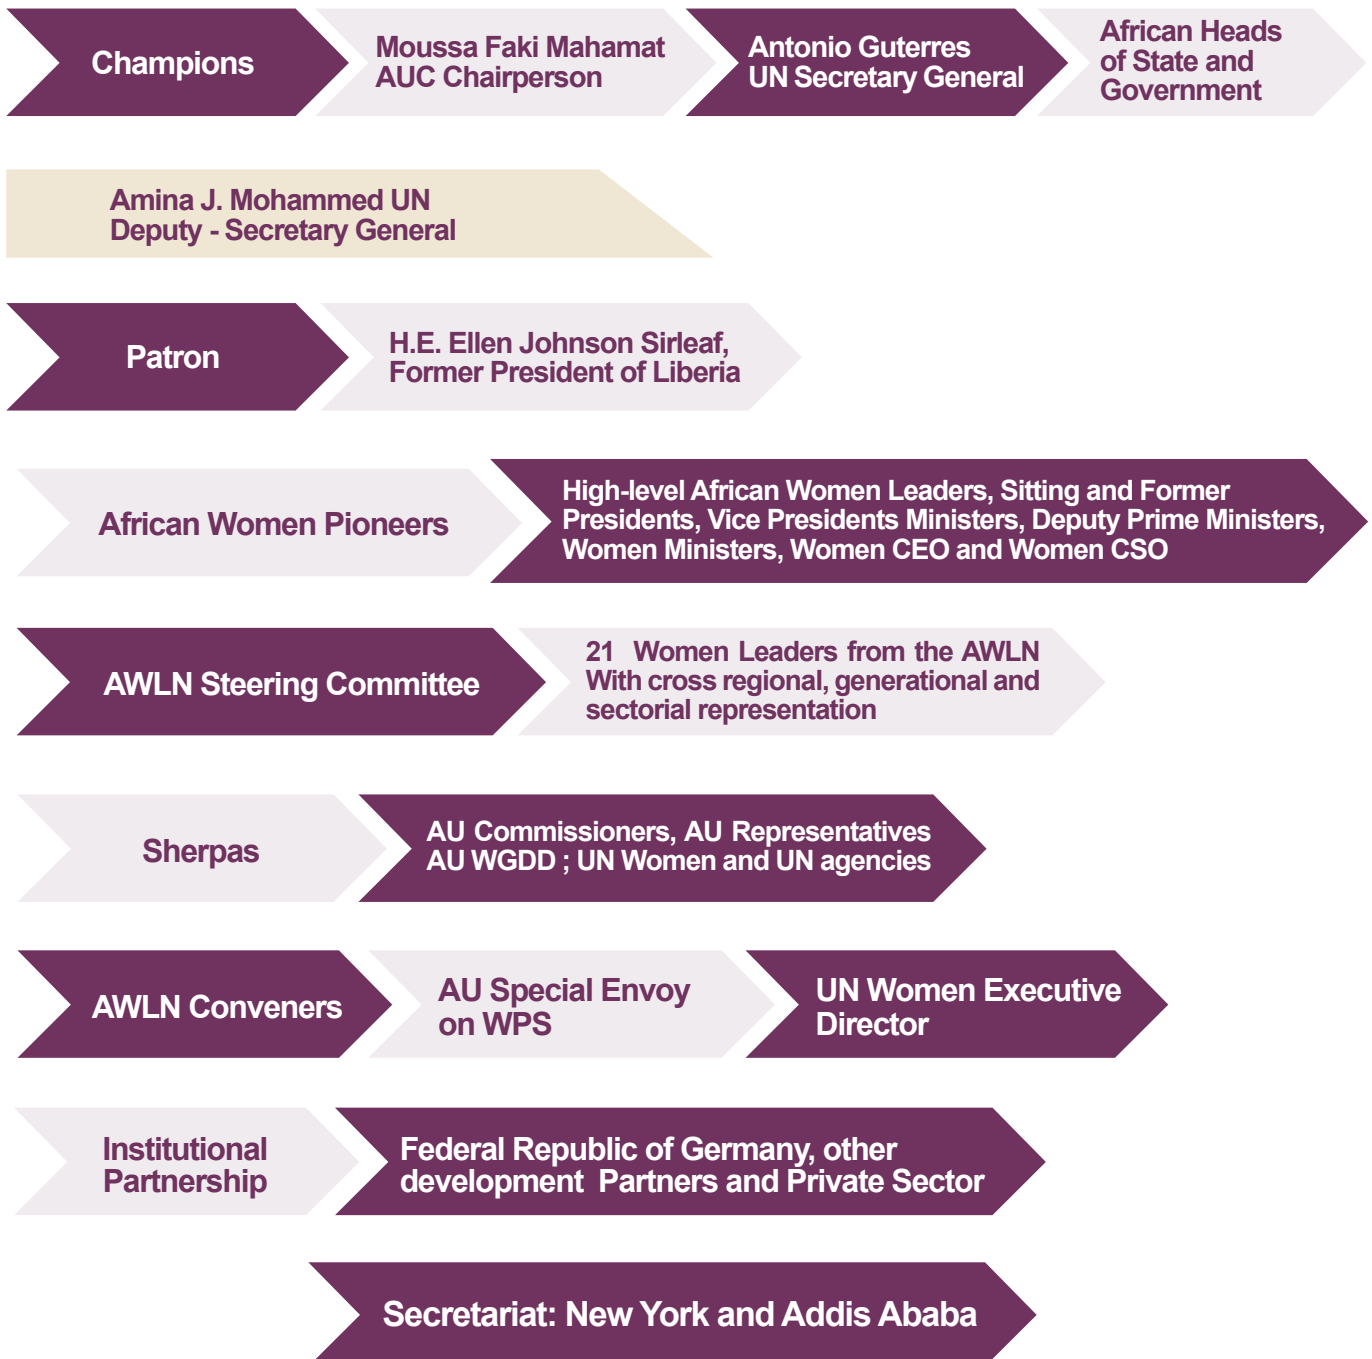 Champions
Moussa Faki Mahamat
AUC Chairperson
Antonio Guterres
UN Secretary General
African Heads
of State and
Government
Amina J. Mohammed UN
Deputy - Secretary General
Patron
H.E. Ellen Johnson Sirleaf,
Former President of Liberia
African Women Pioneers
High-level African Women Leaders, Sitting and Former
Presidents, Vice Presidents Ministers, Deputy Prime Ministers,
Women Ministers, Women CEO and Women CSO
AWLN Steering Committee
21 Women Leaders from the AWLN
With cross regional, generational and
sectorial representation
Sherpas
AU Commissioners, AU Representatives
AU WGDD ; UN Women and UN agencies
AWLN Conveners
AU Special Envoy
on WPS
UN Women Executive
Director
Institutional
Partnership
Federal Republic of Germany, other
development Partners and Private Sector
Secretariat: New York and Addis Ababa